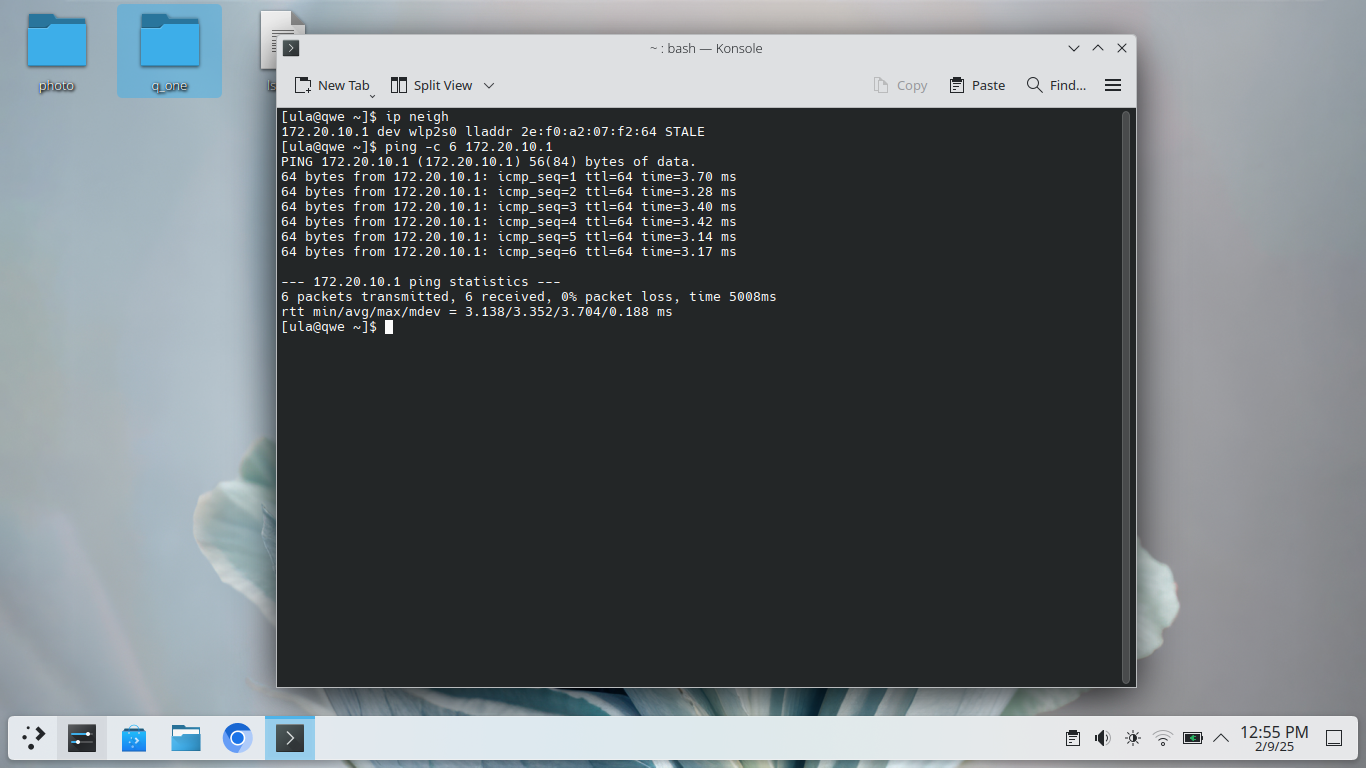 photo
q_one
~ : bash — Konsole
New Tab
Split View
Copy
Paste
Find...
[ula@qwe ~]$ ip neigh
172.20.10.1 dev wlp2s0 lladdr 2e:f0:a2:07:f2:64 STALE
[ula@qwe ~]$ ping -c 6 172.20.10.1
PING 172.20.10.1 (172.20.10.1) 56(84) bytes of data.
64 bytes from 172.20.10.1: icmp_seq=1 ttl=64 time=3.70 ms
64 bytes from 172.20.10.1: icmp_seq=2 ttl=64 time=3.28 ms
64 bytes from 172.20.10.1: icmp_seq=3 ttl=64 time=3.40 ms
64 bytes from 172.20.10.1: icmp_seq=4 ttl=64 time=3.42 ms
64 bytes from 172.20.10.1: icmp_seq=5 ttl=64 time=3.14 ms
64 bytes from 172.20.10.1: icmp_seq=6 ttl=64 time=3.17 ms
--- 172.20.10.1 ping statistics ---
6 packets transmitted, 6 received, 0% packet loss, time 5008ms
rtt min/avg/max/mdev = 3.138/3.352/3.704/0.188 ms
[ula@qwe ~]$
12:55 PM
2/9/25